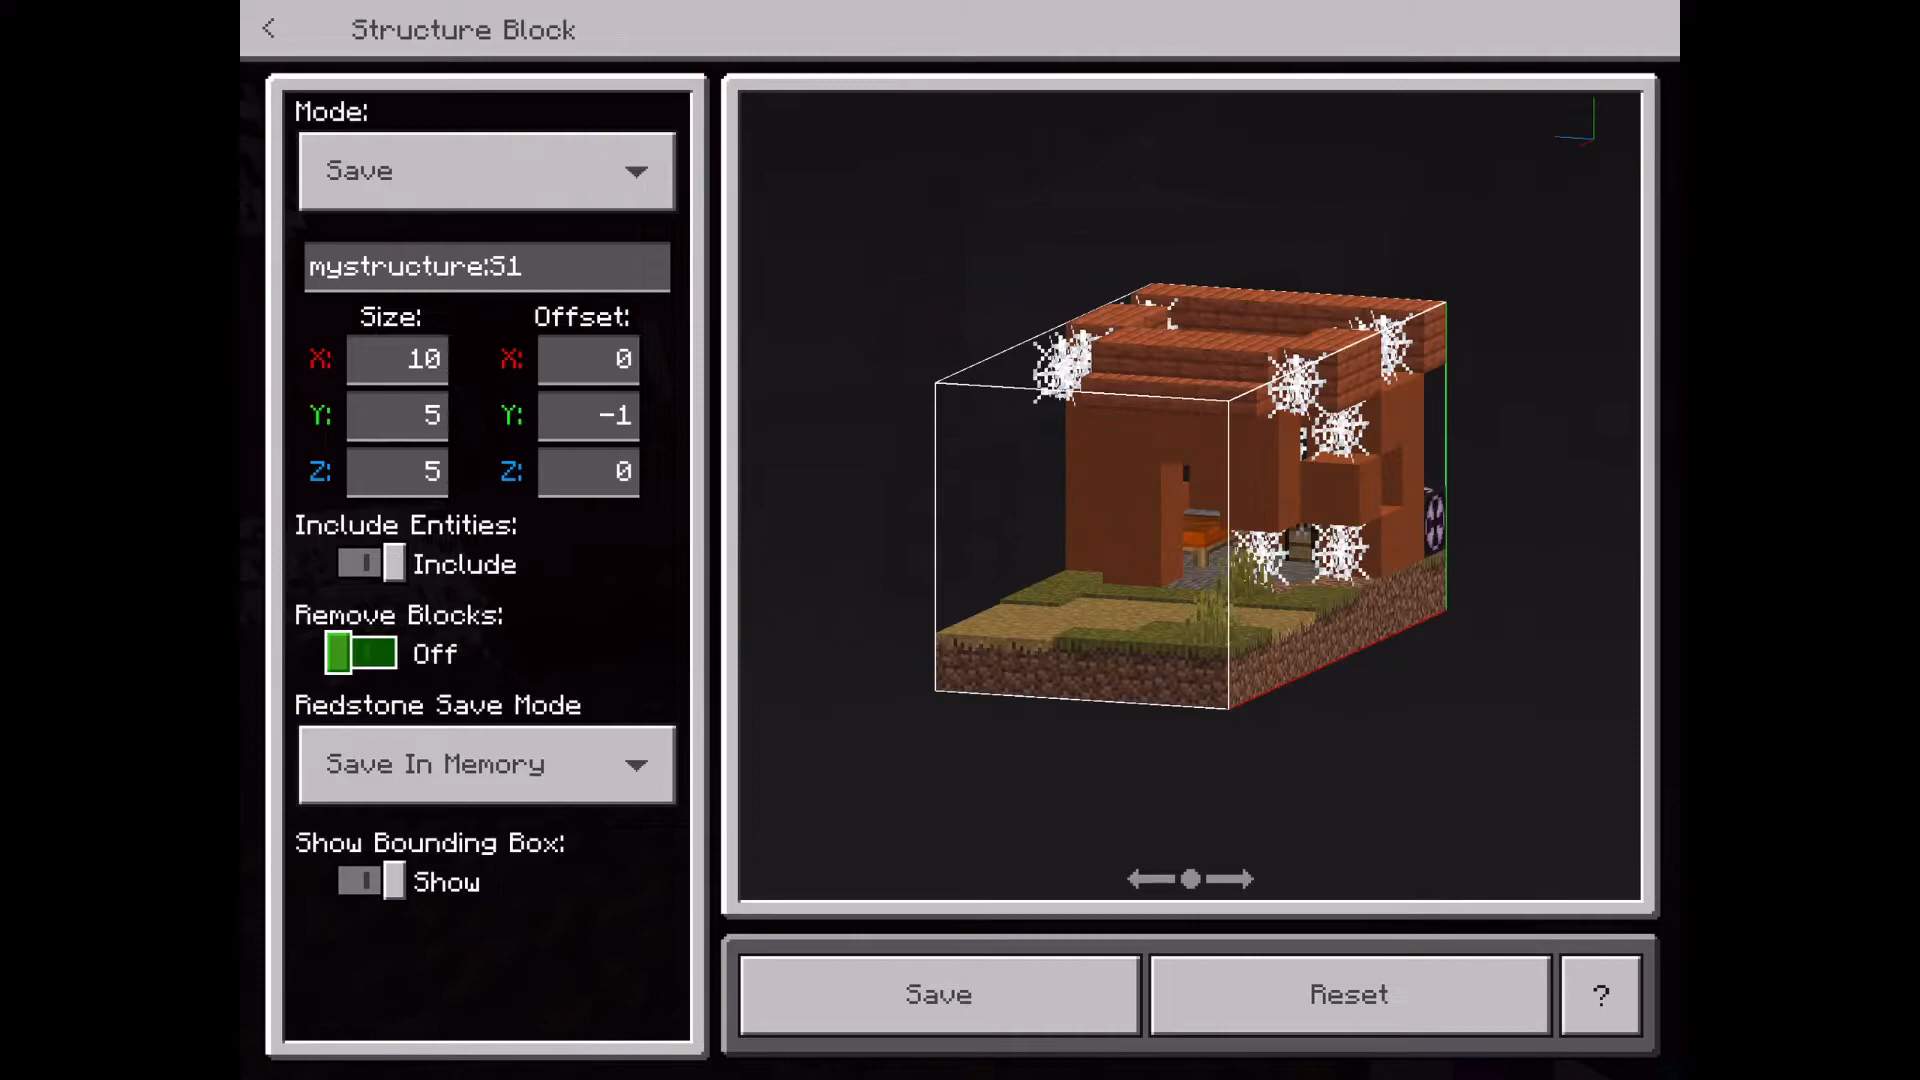 Structure Block
Mode:
Save
mystructure:S1
Size: Offset:
X: 10 X: 0
Y: 5 Y: -1
Z: 5 Z: 0
Include Entities:
Include
Remove Blocks:
Off
Redstone Save Mode
Save In Memory
Show Bounding Box:
Show
Save Reset ?